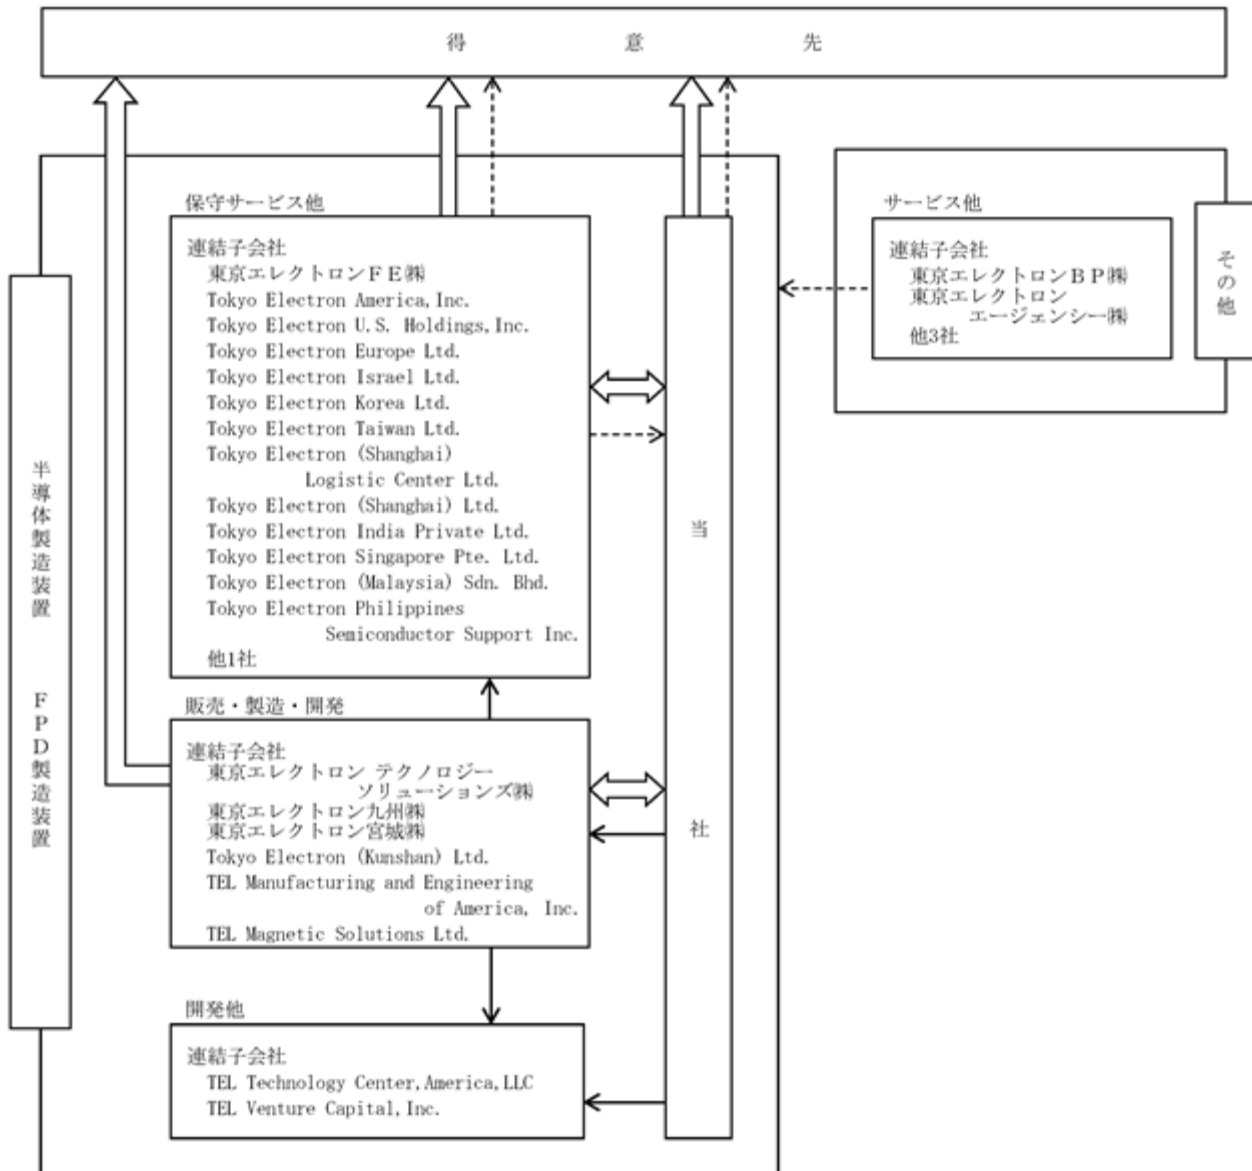 得意先
保守サービス他
連結子会社
東京エレクトロンFE㈱
Tokyo Electron America,Inc.
Tokyo Electron U.S. Holdings,Inc.
Tokyo Electron Europe Ltd.
Tokyo Electron Israel Ltd.
Tokyo Electron Korea Ltd.
Tokyo Electron Taiwan Ltd.
Tokyo Electron (Shanghai)
Logistic Center Ltd.
Tokyo Electron (Shanghai) Ltd.
Tokyo Electron India Private Ltd.
Tokyo Electron Singapore Pte. Ltd.
Tokyo Electron (Malaysia) Sdn. Bhd.
Tokyo Electron Philippines
Semiconductor Support Inc.
他1社
サービス他
連結子会社
東京エレクトロンBP㈱
東京エレクトロン
エージェンシー㈱
他3社
その他
半導体製造装置
FPD製造装置
当社
販売・製造・開発
連結子会社
東京エレクトロン テクノロジー
ソリューションズ㈱
東京エレクトロン九州㈱
東京エレクトロン宮城㈱
Tokyo Electron (Kunshan) Ltd.
TEL Manufacturing and Engineering
of America, Inc.
TEL Magnetic Solutions Ltd.
開発他
連結子会社
TEL Technology Center,America,LLC
TEL Venture Capital,Inc.